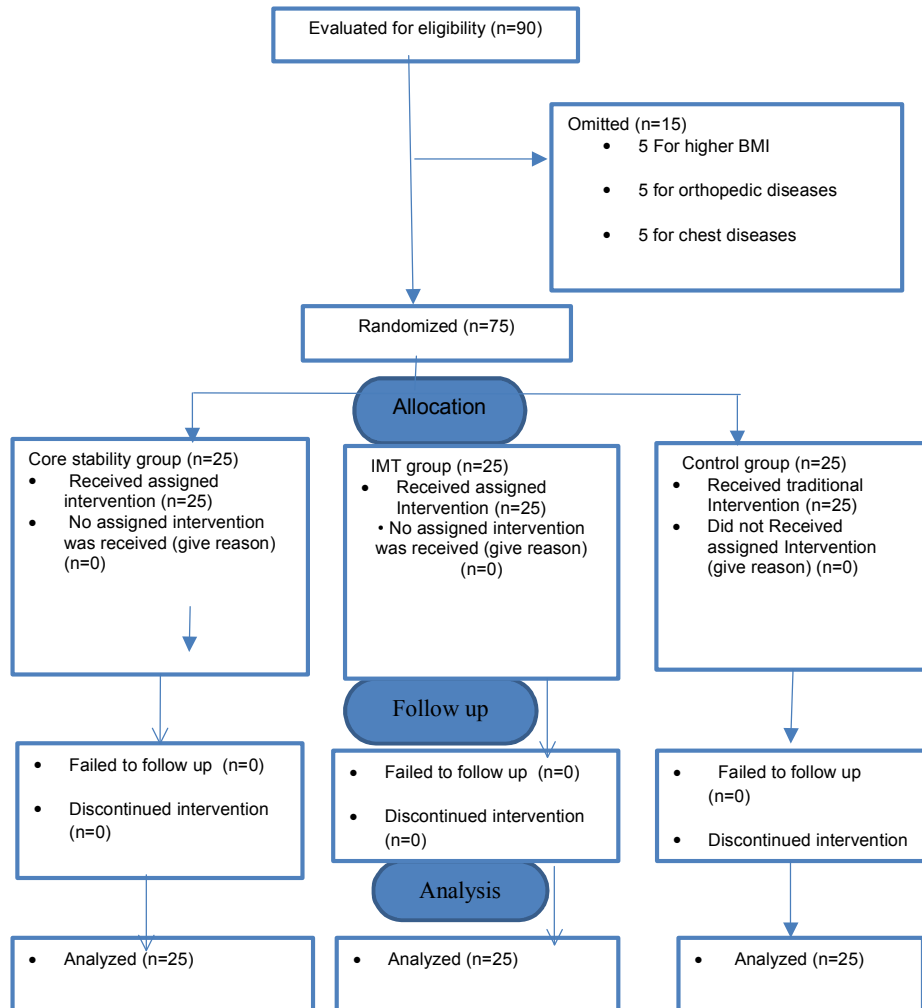 Evaluated for eligibility (n=90)
Omitted (n=15)
• 5 For higher BMI
• 5 for orthopedic diseases
• 5 for chest diseases
Randomized (n=75)
Allocation
Core stability group (n=25)
• Received assigned
intervention (n=25)
• No assigned intervention
was received (give reason)
(n=0)
IMT group (n=25)
• Received assigned
Intervention (n=25)
• No assigned intervention
was received (give reason)
(n=0)
Control group (n=25)
• Received traditional
Intervention (n=25)
• Did not Received
assigned Intervention
(give reason) (n=0)
Follow up
• Failed to follow up (n=0)
• Discontinued intervention
(n=0)
• Failed to follow up (n=0)
• Discontinued intervention
(n=0)
• Failed to follow up
(n=0)
• Discontinued intervention
Analysis
• Analyzed (n=25)
• Analyzed (n=25)
• Analyzed (n=25)